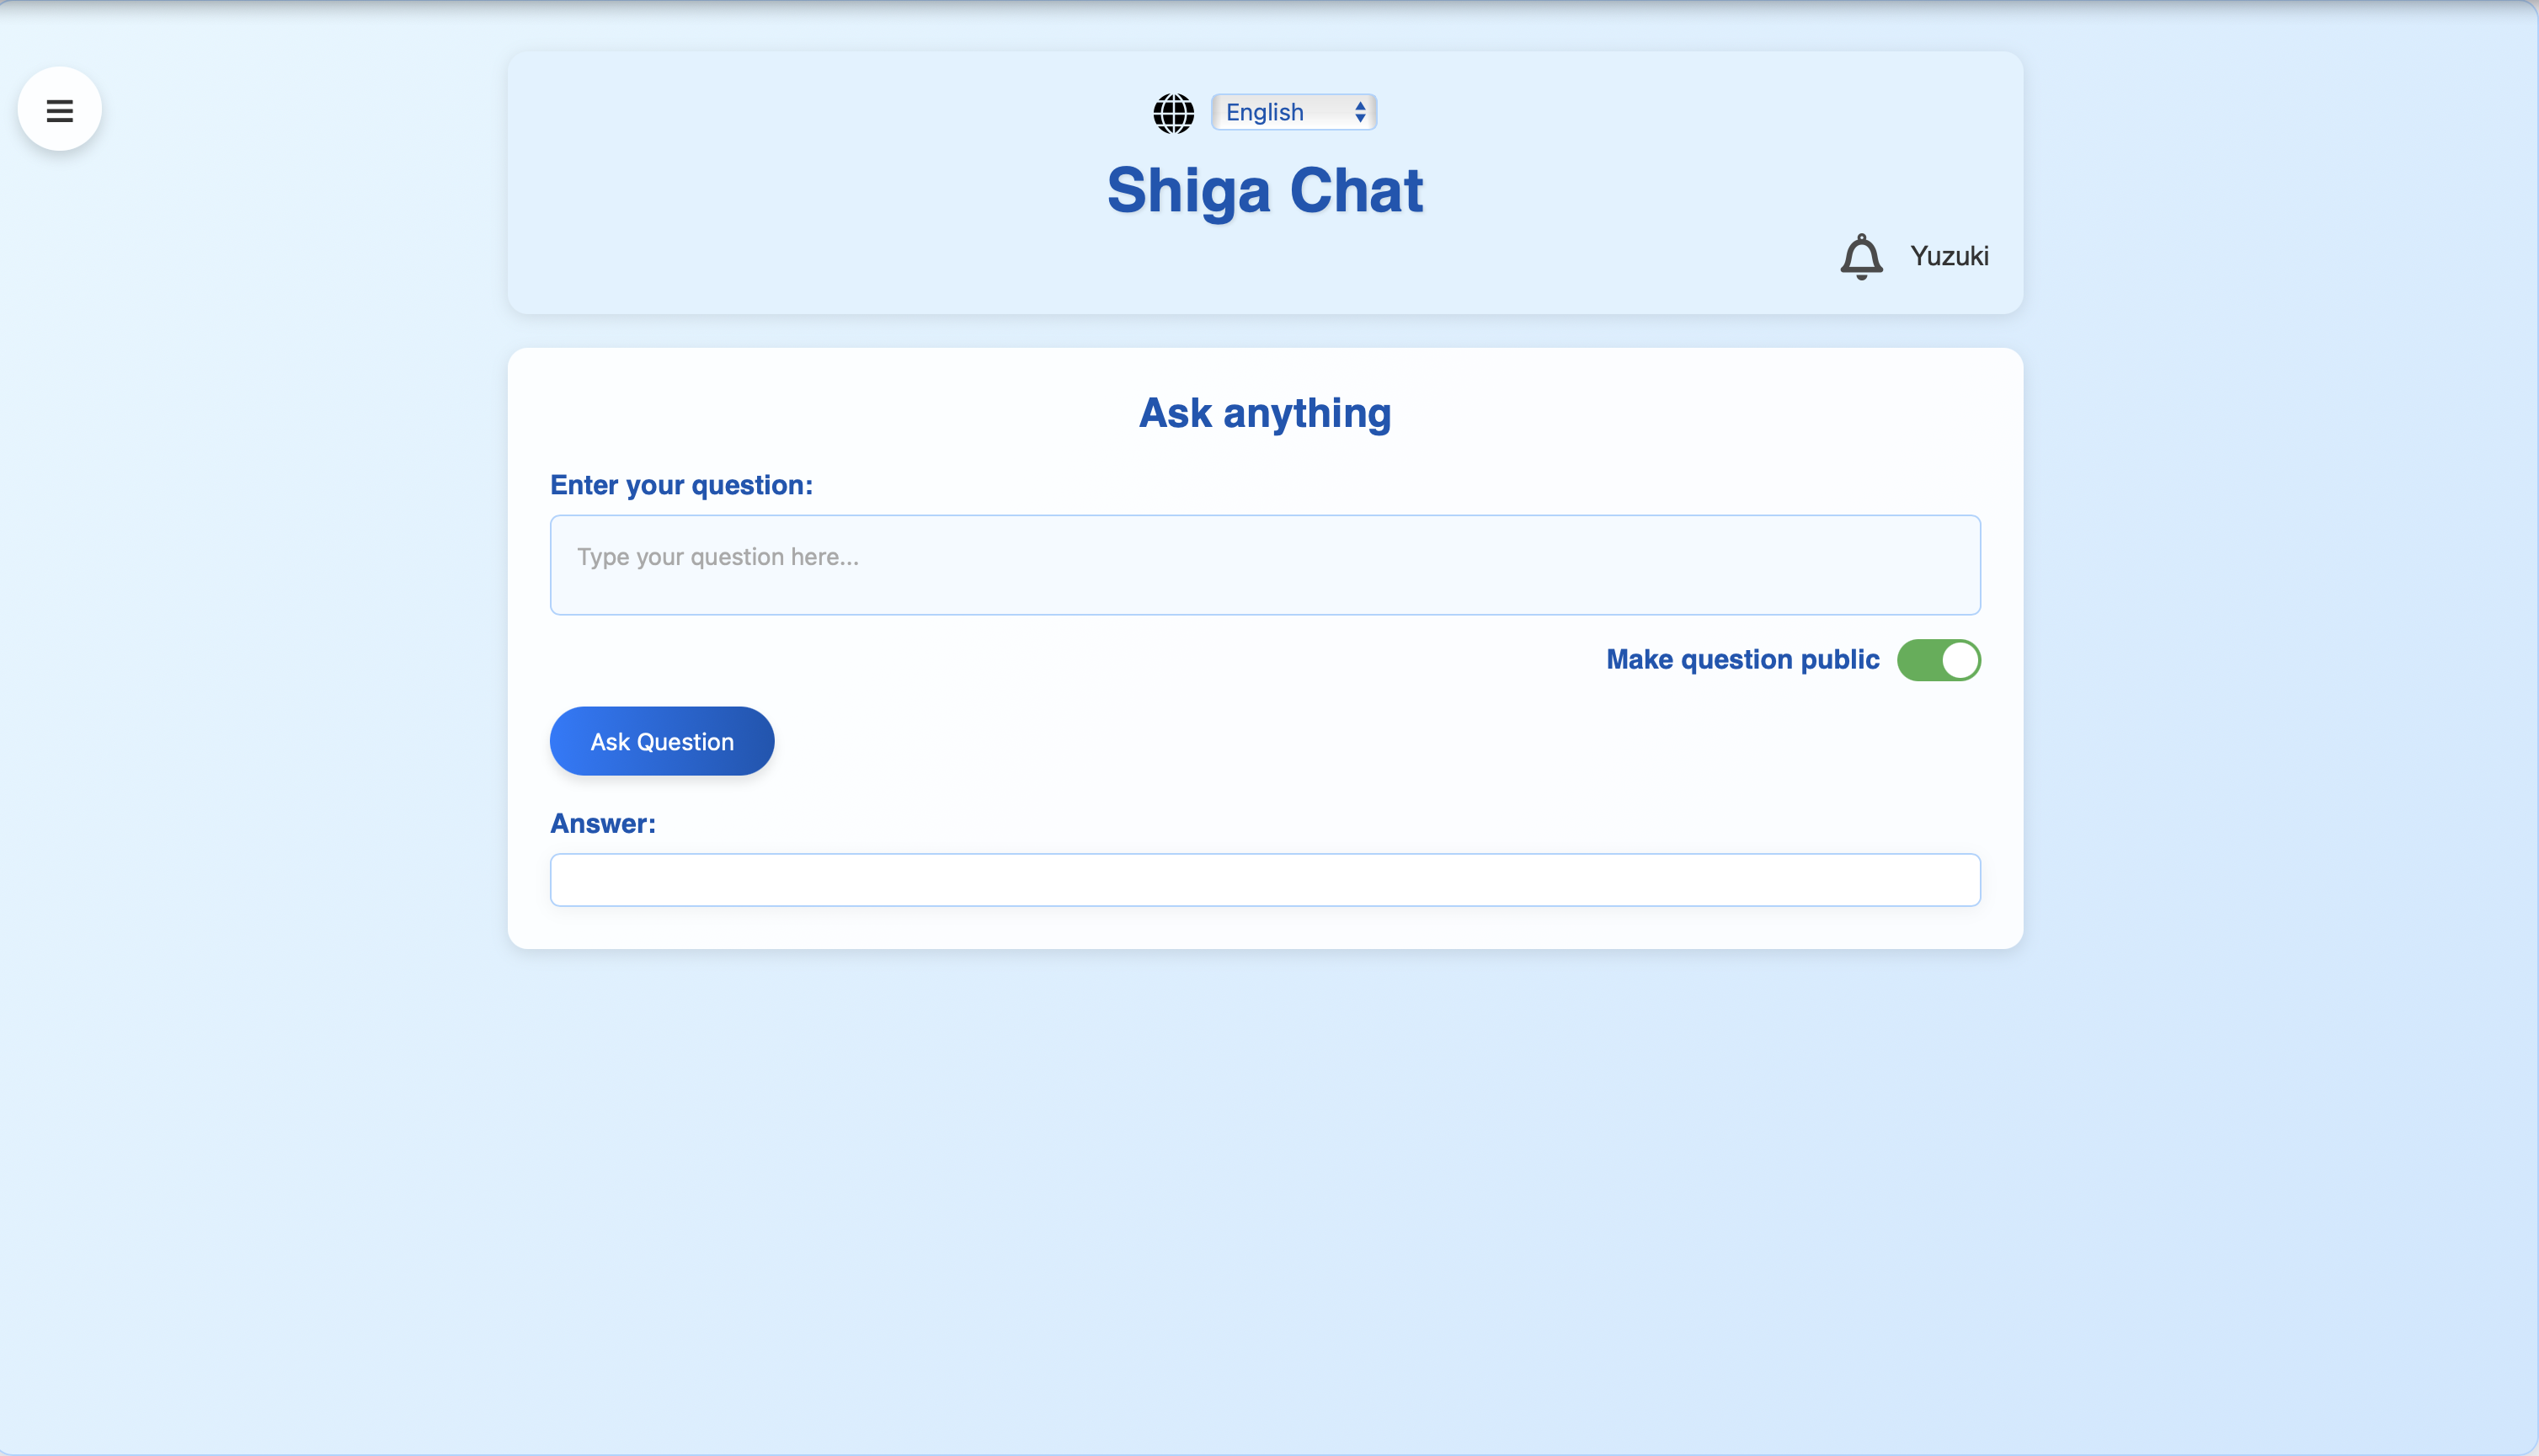 English
Shiga Chat
Yuzuki
Ask anything
Enter your question:
Type your question here...
Make question public
Ask Question
Answer: